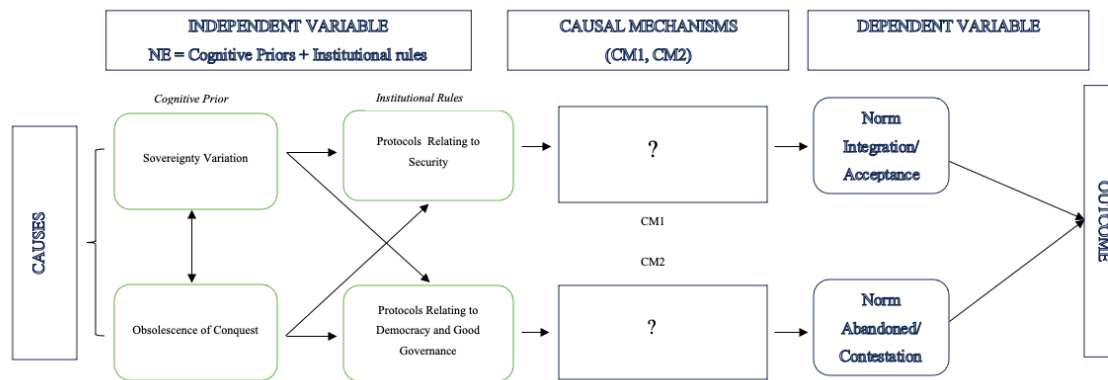 INDEPENDENT VARIABLE
NE = Cognitive Priors + Institutional rules
CAUSAL MECHANISMS
(CM1, CM2)
DEPENDENT VARIABLE
Cognitive Prior
Institutional Rules
CAUSES
Sovereignty Variation
Protocols Relating to
Security
?
Norm
Integration/
Acceptance
OUTCOME
CM1
CM2
Obsolescence of Conquest
Protocols Relating to
Democracy and Good
Governance
?
Norm
Abandoned/
Contestation